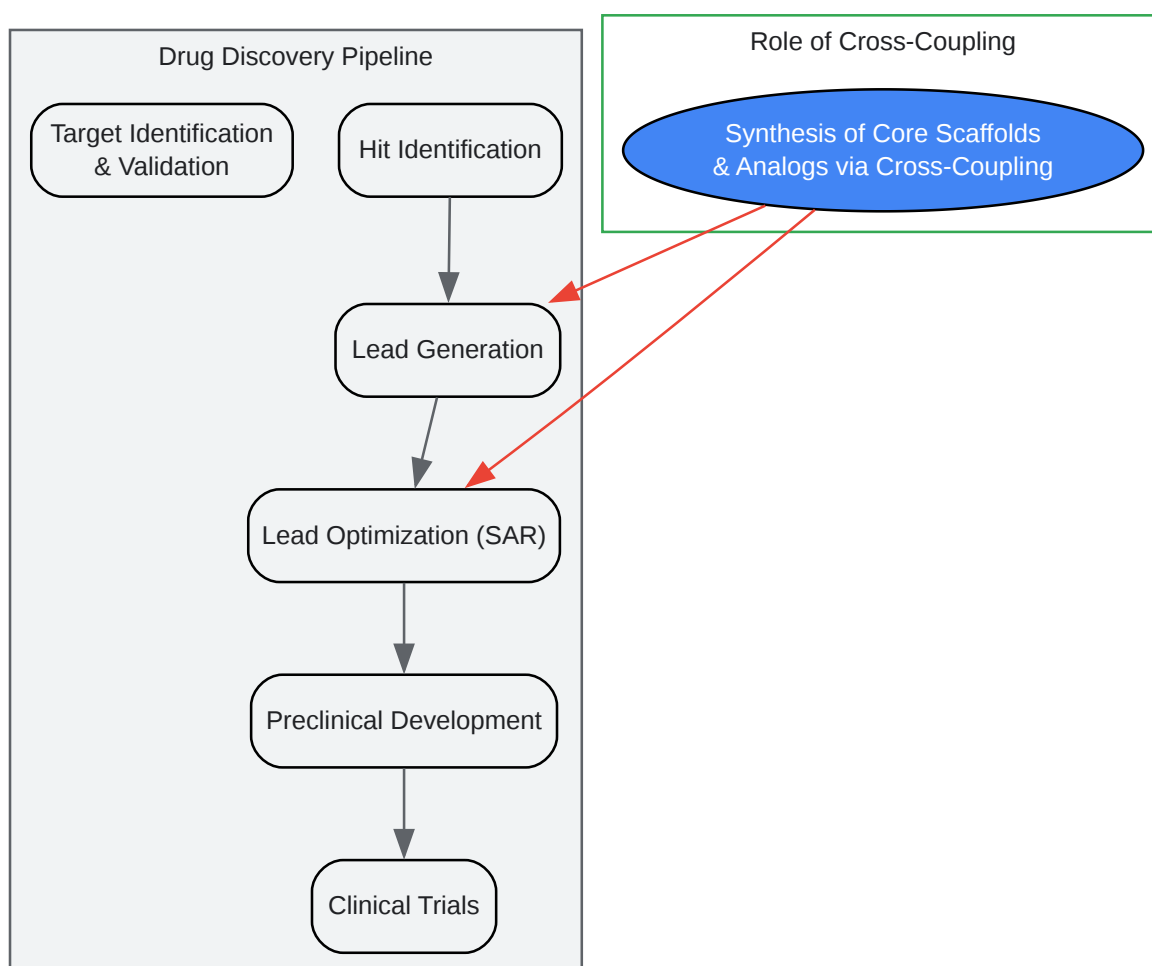 Drug Discovery Pipeline
Target Identification
& Validation
Hit Identification
Lead Generation
Lead Optimization (SAR)
Preclinical Development
Clinical Trials
Role of Cross-Coupling
Synthesis of Core Scaffolds
& Analogs via Cross-Coupling